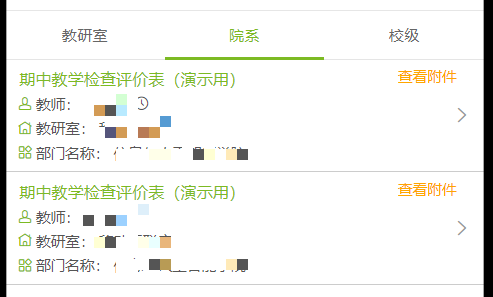 教研室 院系 校级
期中教学检查评价表（演示用） 查看附件
教师：
教研室：
部门名称：
期中教学检查评价表（演示用） 查看附件
教师：
教研室：
部门名称：